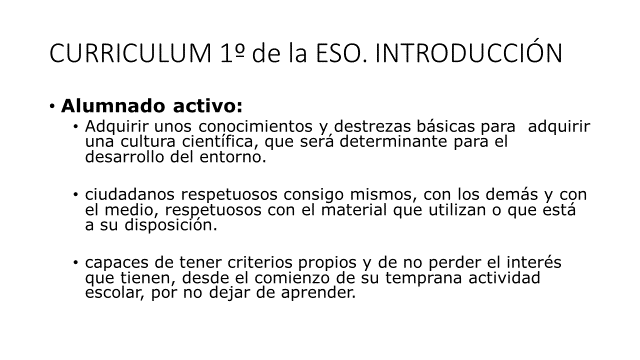 CURRICULUM 1º de la ESO. INTRODUCCIÓN
• Alumnado activo:
• Adquirir unos conocimientos y destrezas básicas para  adquirir
una cultura científica, que será determinante para el
desarrollo del entorno.
• ciudadanos respetuosos consigo mismos, con los demás y con
el medio, respetuosos con el material que utilizan o que está
a su disposición.
• capaces de tener criterios propios y de no perder el interés
que tienen, desde el comienzo de su temprana actividad
escolar, por no dejar de aprender.